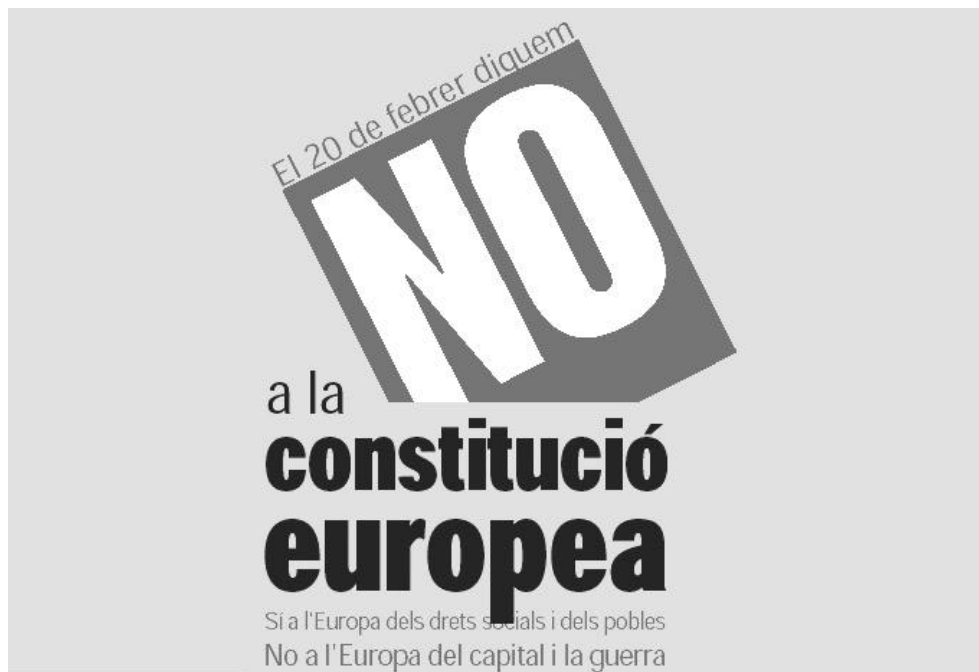 El 20 de febrer diquem
NO
a la
constitució
europea
Sí a l'Europa dels drets socials i dels pobles
No a l'Europa del capital i la guerra